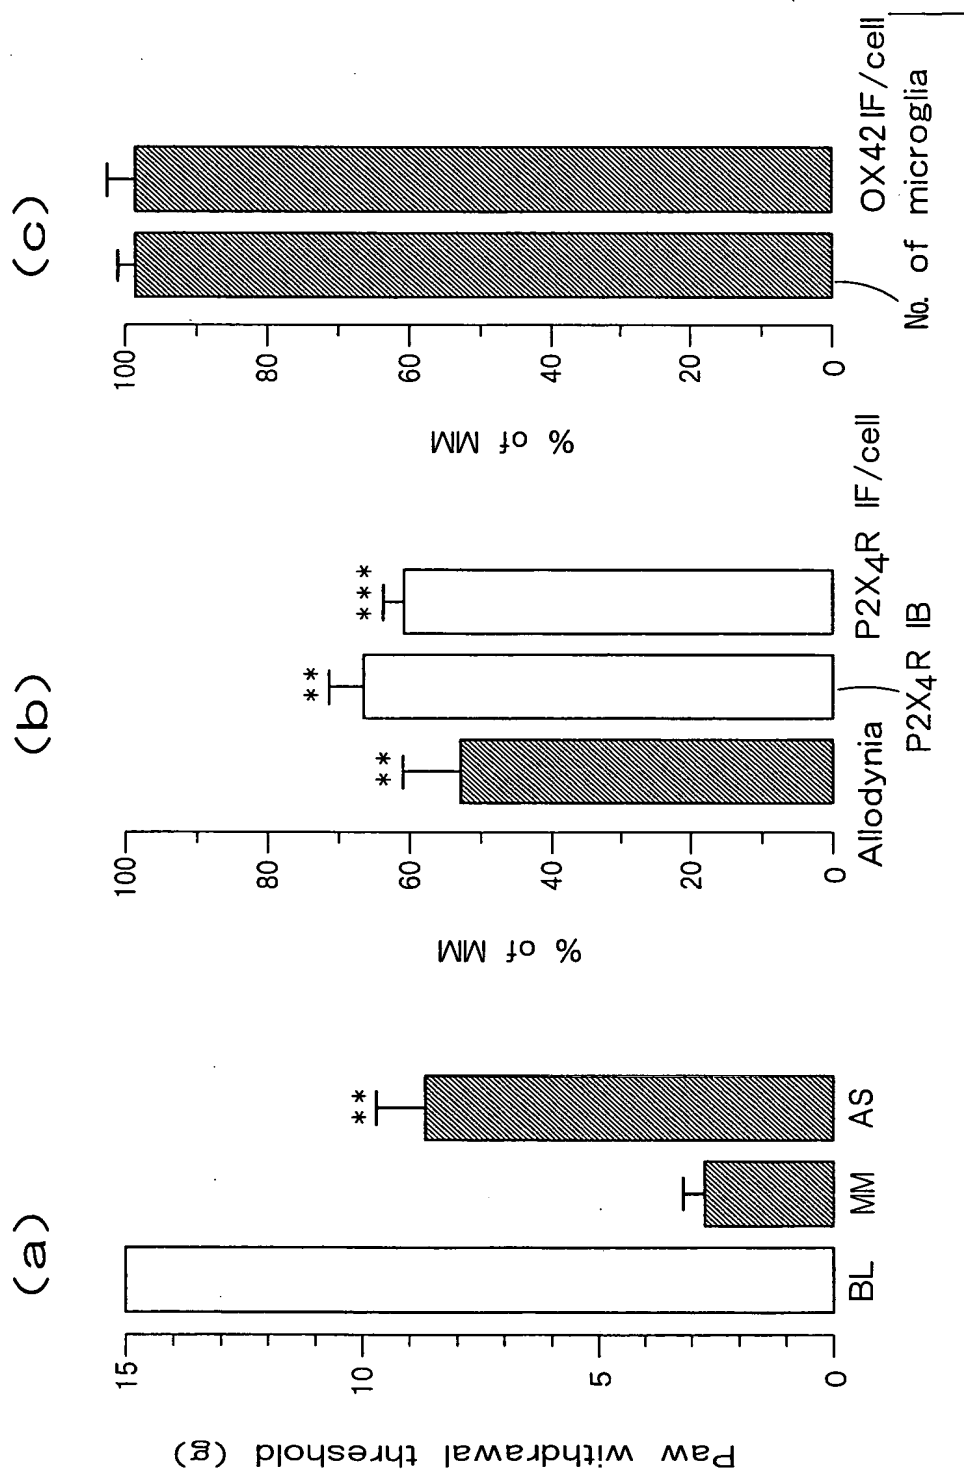 (a)
Paw withdrawal threshold (g)
15
10
5
0
**
BL
MM
AS
(b)
% of MM
100
80
60
40
20
0
**
**
***
Allodynia
P2X4R IB
P2X4R IF/cell
(c)
% of MM
100
80
60
40
20
0
No. of microglia
OX42 IF/cell